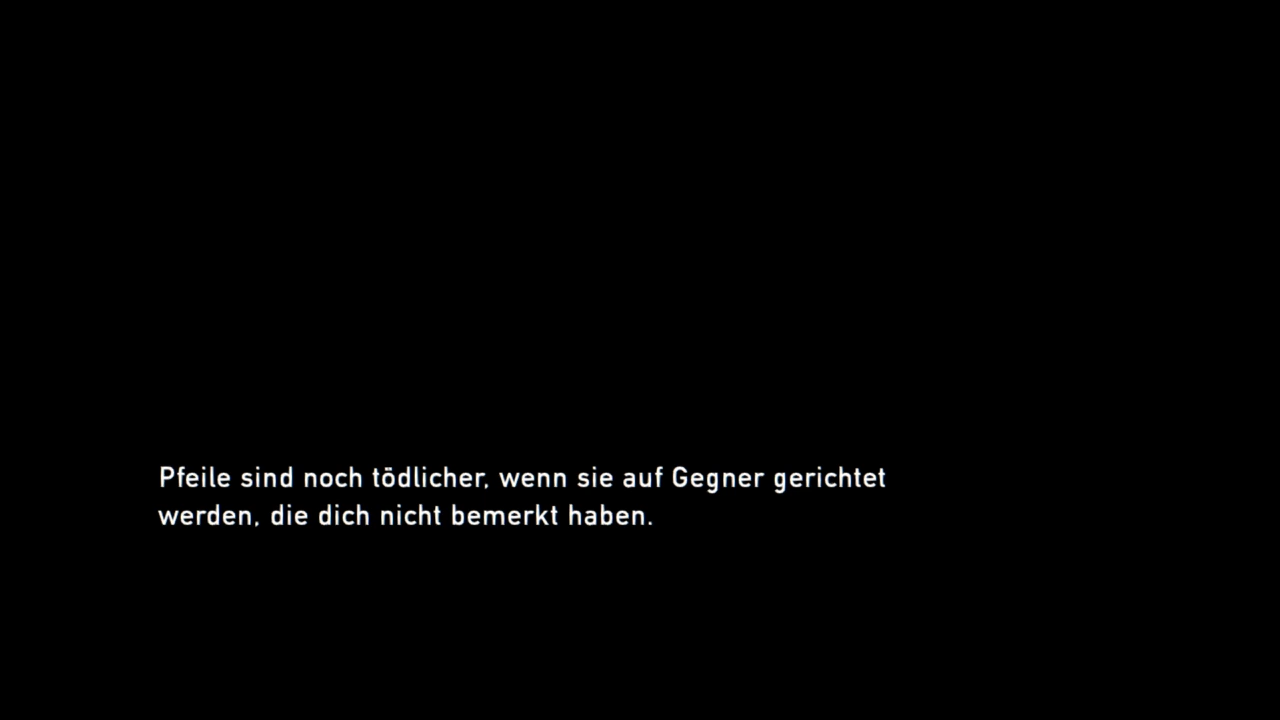 Pfeile sind noch tödlicher, wenn sie auf Gegner gerichtet
werden, die dich nicht bemerkt haben.